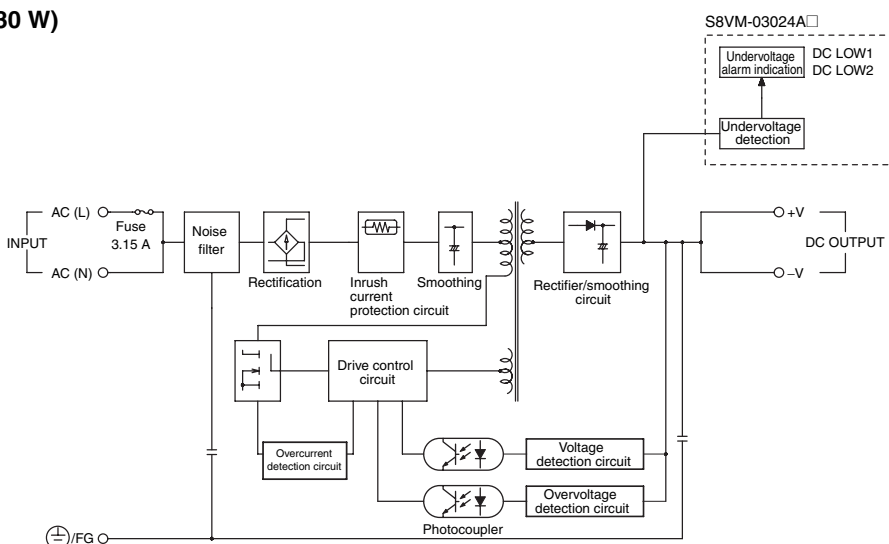 30 W)
S8VM-03024A□
Undervoltage
alarm indication
DC LOW1
DC LOW2
Undervoltage
detection
INPUT
AC (L)
Fuse
3.15 A
AC (N)
Noise
filter
Rectification
Inrush
current
protection circuit
Smoothing
Rectifier/smoothing
circuit
+V
DC OUTPUT
–V
Drive control
circuit
Overcurrent
detection circuit
Voltage
detection circuit
Overvoltage
detection circuit
Photocoupler
/FG